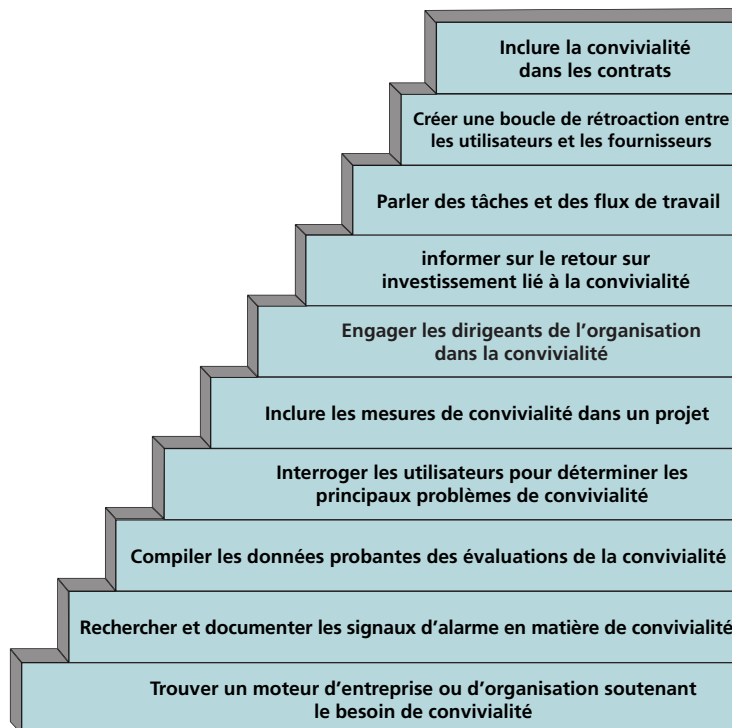 Inclure la convivialité
dans les contrats
Créer une boucle de rétroaction entre
les utilisateurs et les fournisseurs
Parler des tâches et des flux de travail
informer sur le retour sur
investissement lié à la convivialité
Engager les dirigeants de l’organisation
dans la convivialité
Inclure les mesures de convivialité dans un projet
Interroger les utilisateurs pour déterminer les
principaux problèmes de convivialité
Compiler les données probantes des évaluations de la convivialité
Rechercher et documenter les signaux d’alarme en matière de convivialité
Trouver un moteur d’entreprise ou d’organisation soutenant
le besoin de convivialité